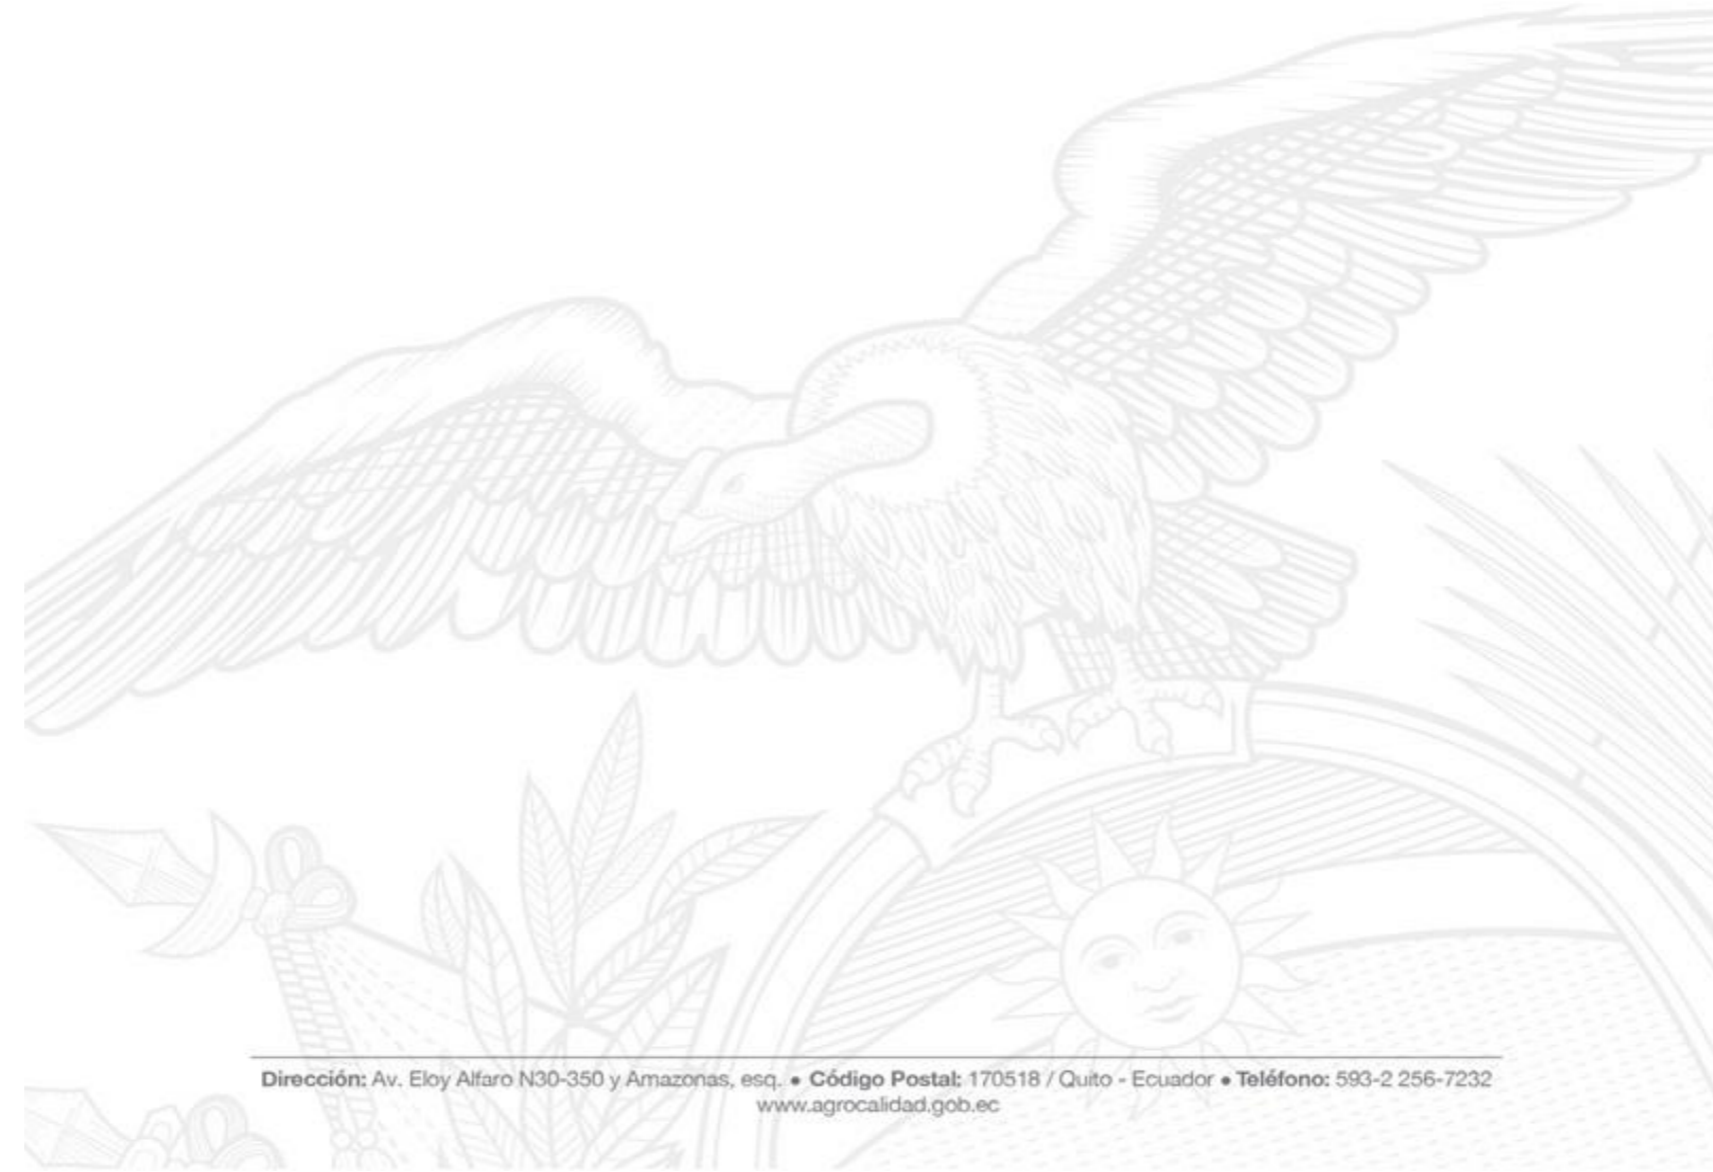 Dirección: Av. Eloy Alfaro N30-350 y Amazonas, esq. • Código Postal: 170518 / Quito - Ecuador • Teléfono: 593-2 256-7232
www.agrocalidad.gob.ec